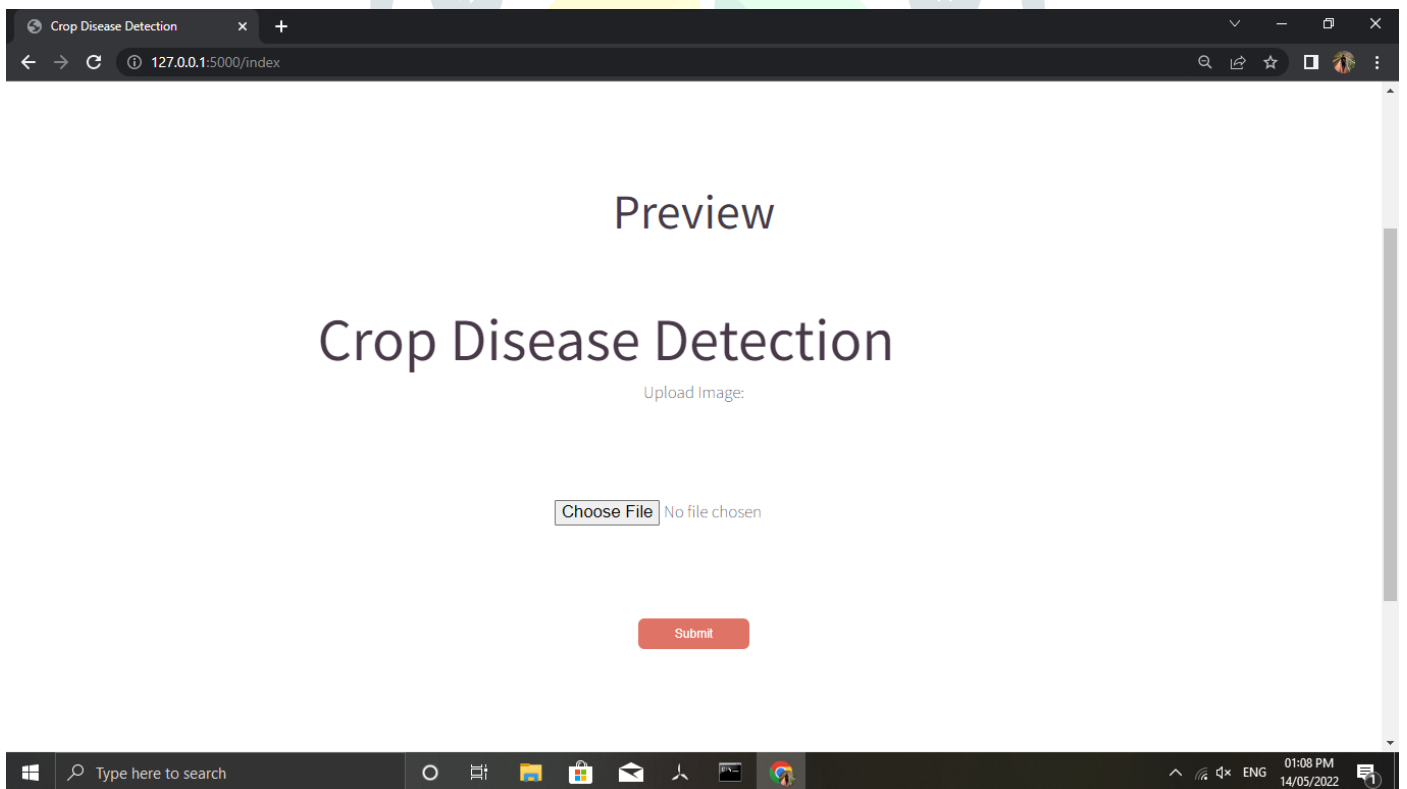 Crop Disease Detection
127.0.0.1:5000/index
Preview
Crop Disease Detection
Upload Image:
Choose File No file chosen
Submit
Type here to search
ENG
01:08 PM
14/05/2022
1